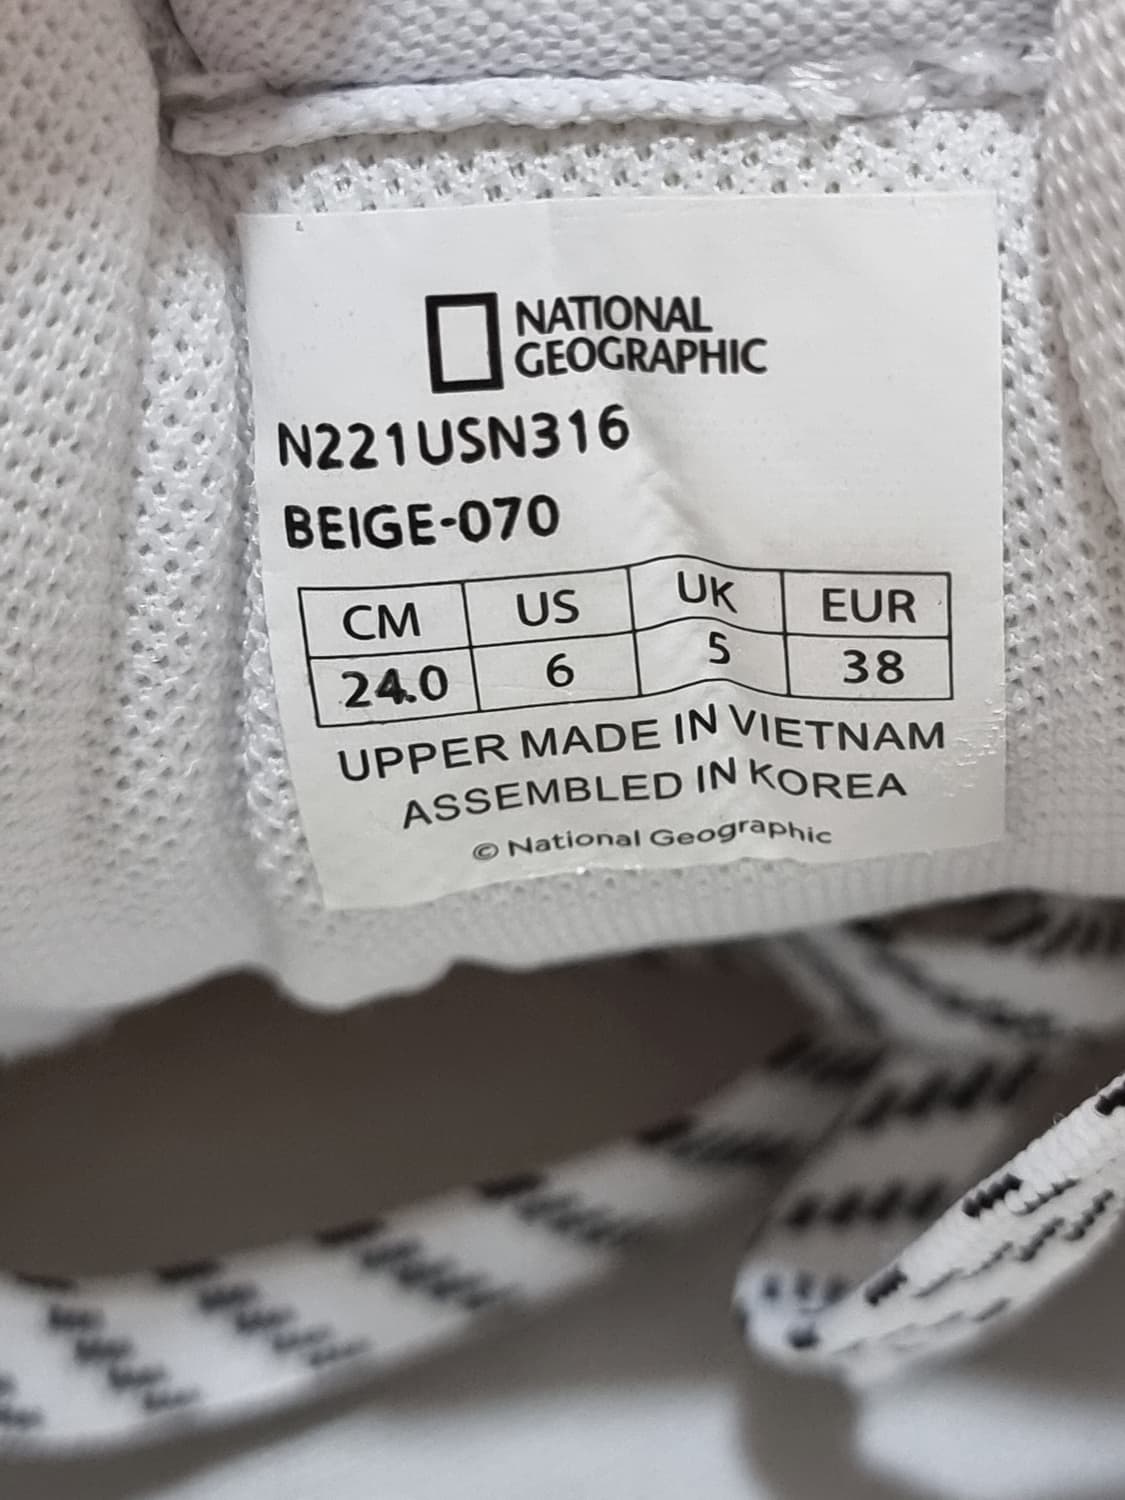 NATIONAL
GEOGRAPHIC
N221USN316
BEIGE-070
CM US UK EUR
24.0 6 5 38
UPPER MADE IN VIETNAM
ASSEMBLED IN KOREA
© National Geographic